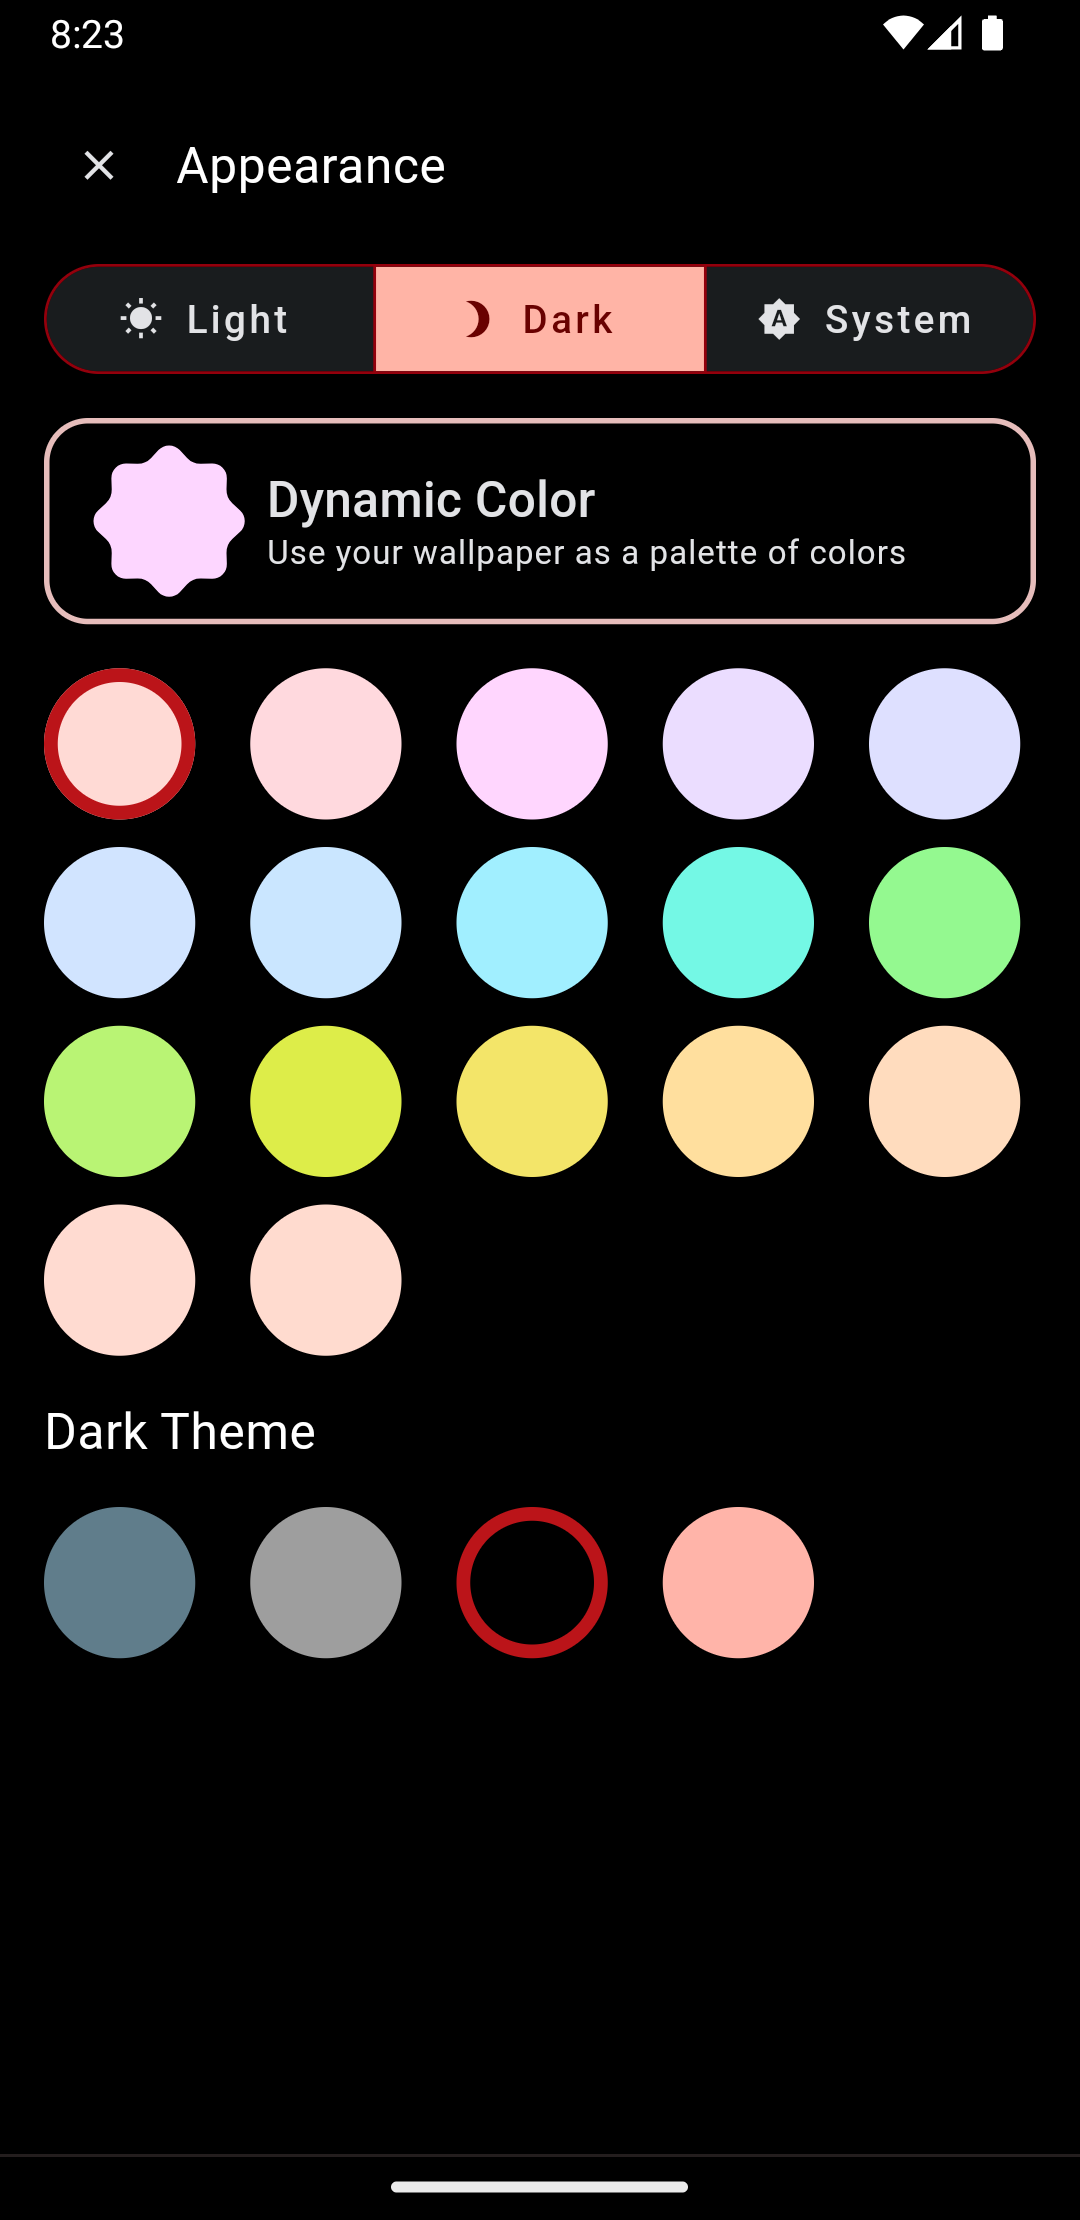 8:23
Appearance
Light
Dark
A System
Dynamic Color
Use your wallpaper as a palette of colors
Dark Theme